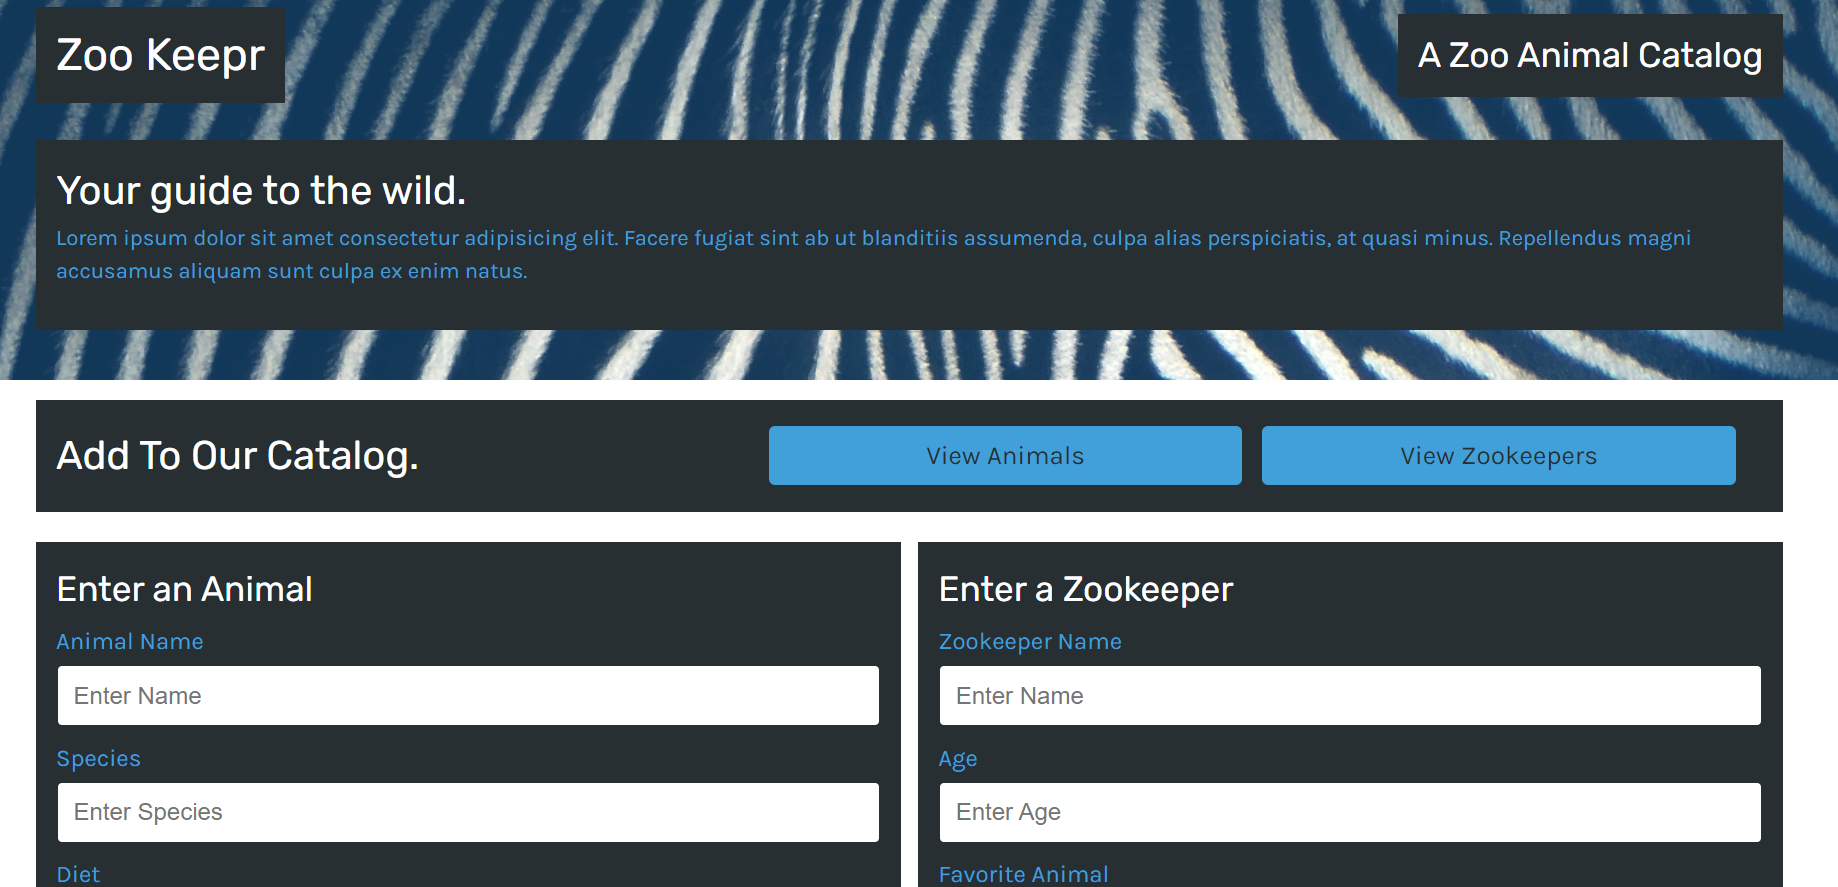 Zoo Keepr
A Zoo Animal Catalog
Your guide to the wild.
Lorem ipsum dolor sit amet consectetur adipisicing elit. Facere fugiat sint ab ut blanditiis assumenda, culpa alias perspiciatis, at quasi minus. Repellendus magni
accusamus aliquam sunt culpa ex enim natus.
Add To Our Catalog.
View Animals
View Zookeepers
Enter an Animal
Animal Name
Enter Name
Species
Enter Species
Diet
Enter a Zookeeper
Zookeeper Name
Enter Name
Age
Enter Age
Favorite Animal